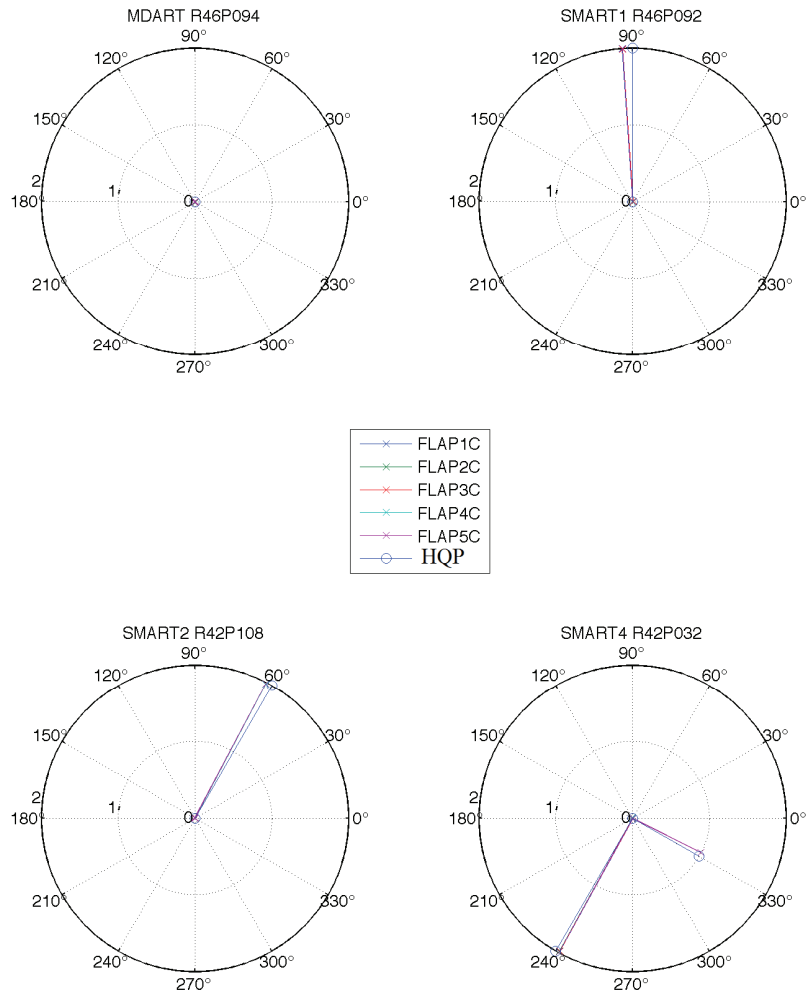 MDART R46P094
90°
120° 60°
150° 30°
2
180° 1 0 0°
210° 330°
240° 300°
270°
SMART1 R46P092
90°
120° 60°
150° 30°
2
180° 1 0 0°
210° 330°
240° 300°
270°
FLAP1C
FLAP2C
FLAP3C
FLAP4C
FLAP5C
HQP
SMART2 R42P108
90°
120° 60°
150° 30°
2
180° 1 0 0°
210° 330°
240° 300°
270°
SMART4 R42P032
90°
120° 60°
150° 30°
2
180° 1 0 0°
210° 330°
240° 300°
270°